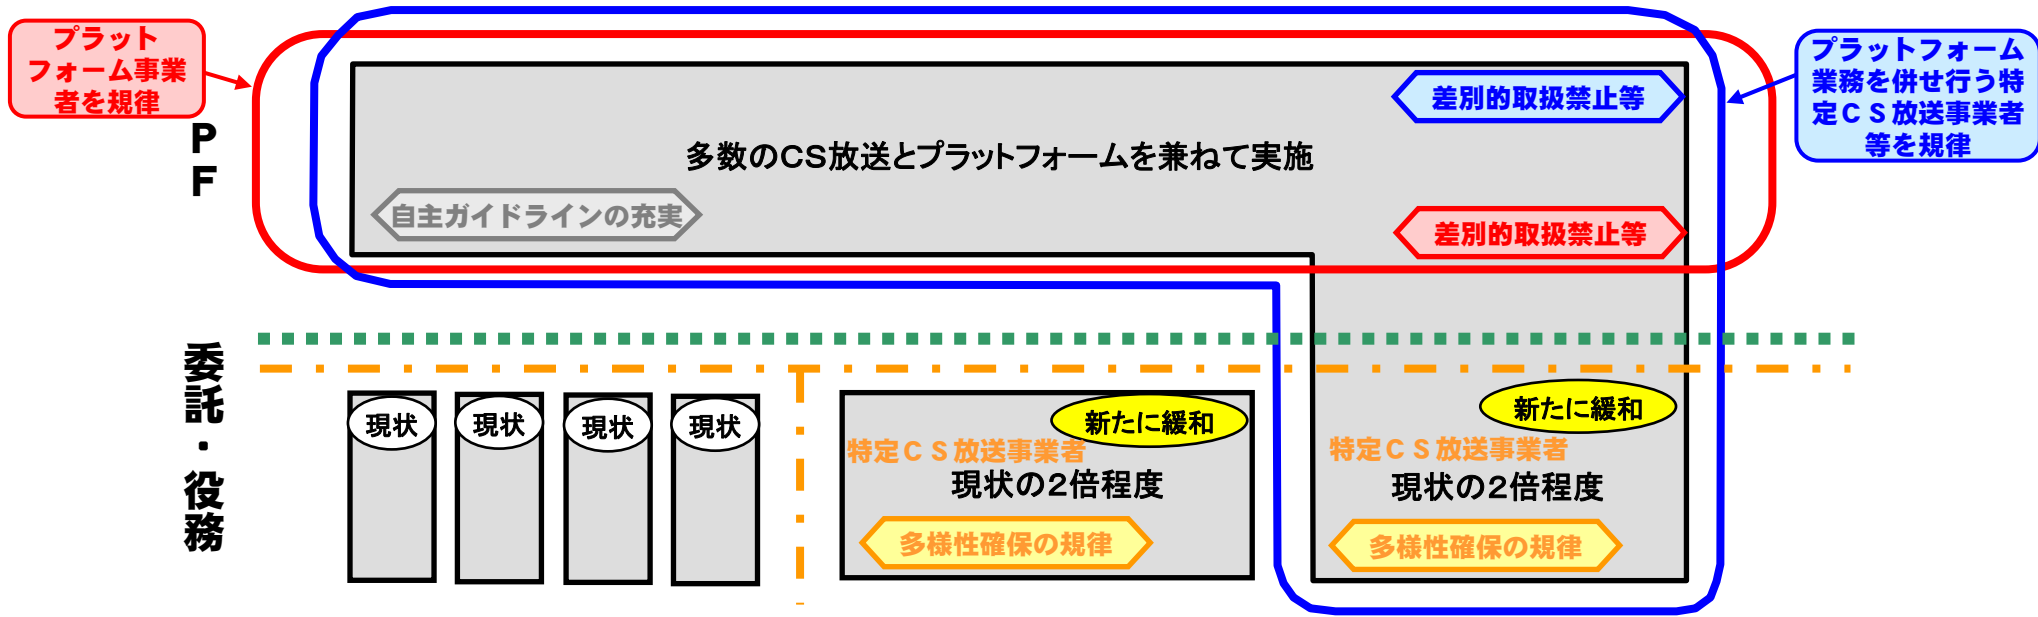 プラット
フォーム事業
者を規律
プラットフォーム
業務を併せ行う特
定ＣＳ放送事業者
等を規律
差別的取扱禁止等
ＰＦ
多数のＣＳ放送とプラットフォームを兼ねて実施
自主ガイドラインの充実
差別的取扱禁止等
委託・役務
現状
現状
現状
現状
新たに緩和
特定ＣＳ放送事業者
現状の２倍程度
多様性確保の規律
新たに緩和
特定ＣＳ放送事業者
現状の２倍程度
多様性確保の規律